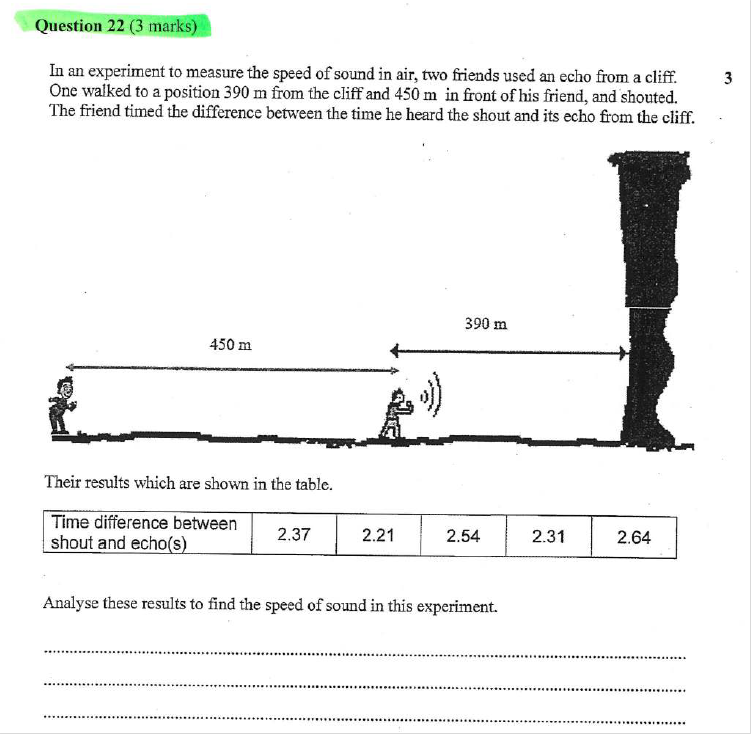 Question 22 (3 marks)
In an experiment to measure the speed of sound in air, two friends used an echo from a cliff.
3
One walked to a position 390 m from the cliff and 450 m in front of his friend, and shouted.
The friend timed the difference between the time he heard the shout and its echo from the cliff.
390 m
450 m
Their results which are shown in the table.
Time difference between
shout and echo(s)
2.37
2.21
2.54
2.31
2.64
Analyse these results to find the speed of sound in this experiment.